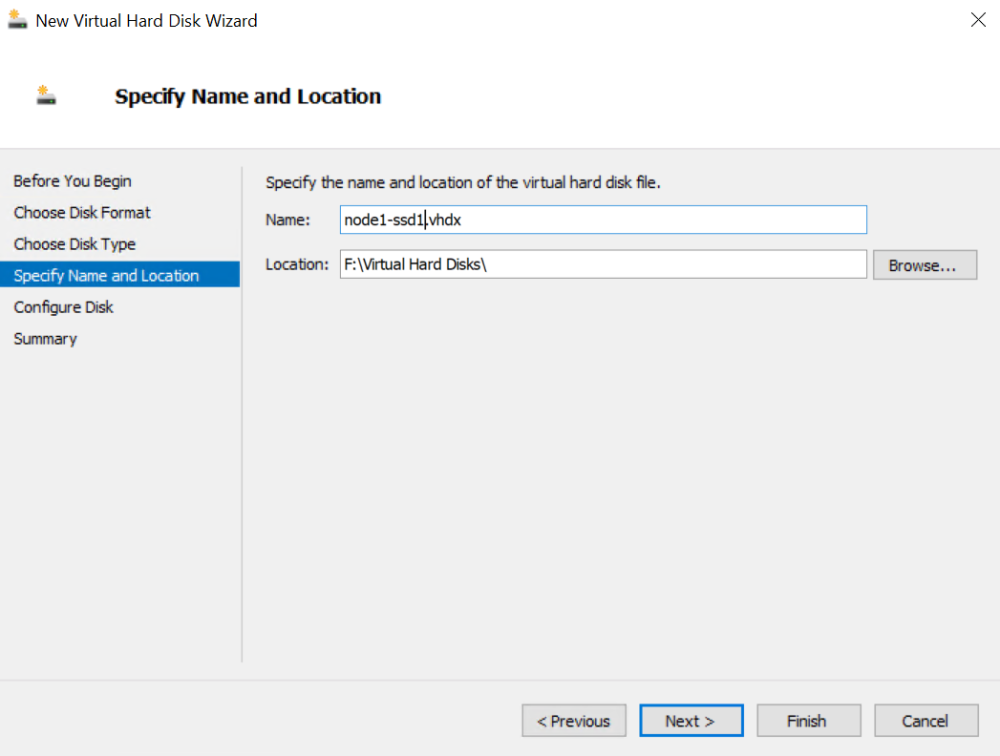 New Virtual Hard Disk Wizard
Specify Name and Location
Before You Begin
Choose Disk Format
Choose Disk Type
Specify Name and Location
Configure Disk
Summary
Specify the name and location of the virtual hard disk file.
Name: node1-ssd1.vhdx
Location: F:\Virtual Hard Disks\ Browse...
< Previous Next > Finish Cancel